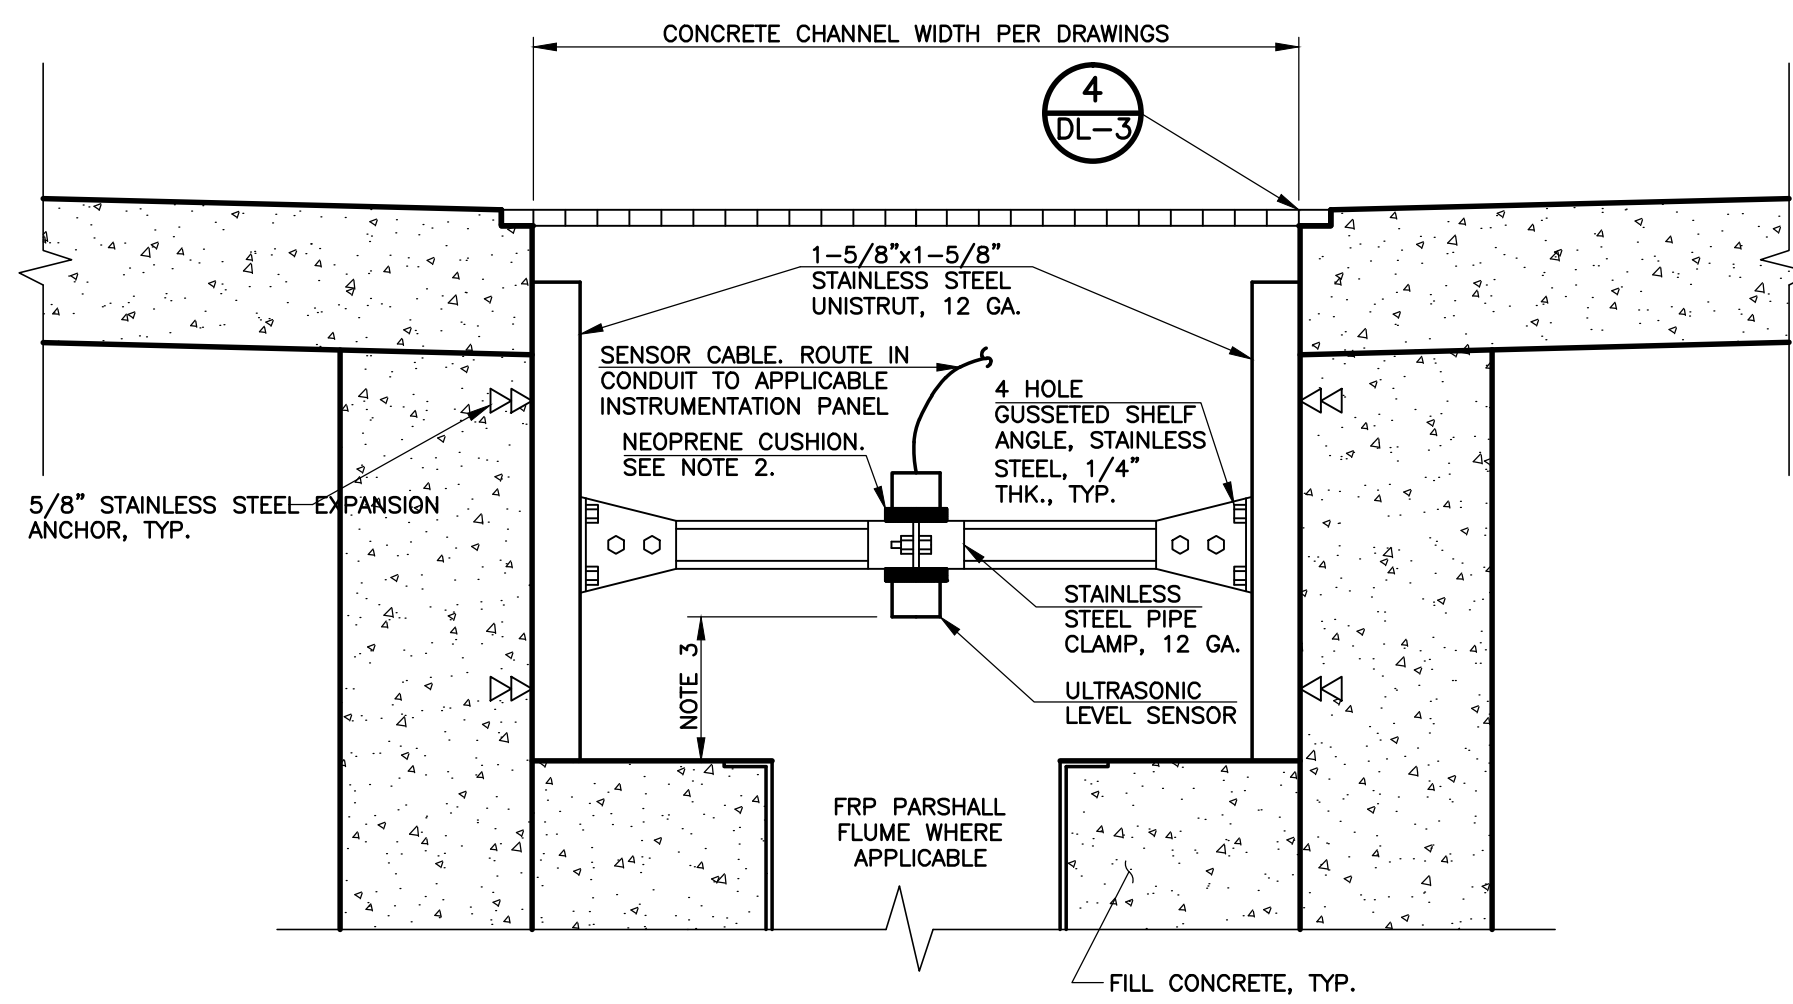 CONCRETE CHANNEL WIDTH PER DRAWINGS
4
DL-3
1-5/8"x1-5/8"
STAINLESS STEEL
UNISTRUT, 12 GA.
SENSOR CABLE. ROUTE IN
CONDUIT TO APPLICABLE
INSTRUMENTATION PANEL
4 HOLE
GUSSETED SHELF
ANGLE, STAINLESS
STEEL, 1/4"
THK., TYP.
NEOPRENE CUSHION.
SEE NOTE 2.
5/8" STAINLESS STEEL EXPANSION
ANCHOR, TYP.
STAINLESS
STEEL PIPE
CLAMP, 12 GA.
NOTE 3
ULTRASONIC
LEVEL SENSOR
FRP PARSHALL
FLUME WHERE
APPLICABLE
FILL CONCRETE, TYP.